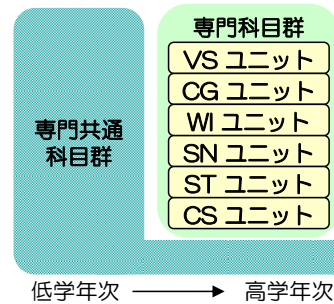 専門科目群
VS ユニット
CG ユニット
WI ユニット
SN ユニット
ST ユニット
CS ユニット
専門共通
科目群
低学年次 → 高学年次